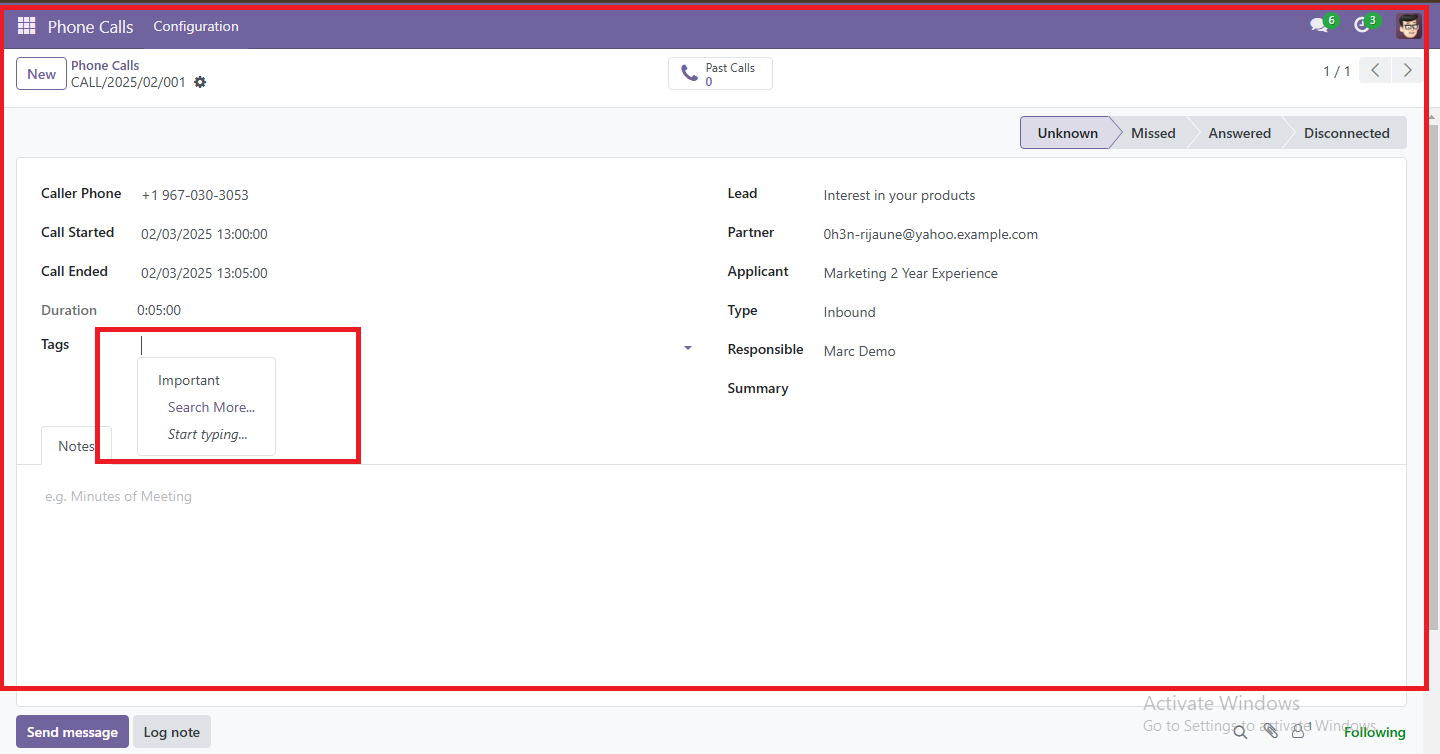 Phone Calls Configuration 6 3
New Phone Calls
CALL/2025/02/001
Past Calls
0
1 / 1
Unknown Missed Answered Disconnected
Caller Phone +1 967-030-3053
Call Started 02/03/2025 13:00:00
Call Ended 02/03/2025 13:05:00
Duration 0:05:00
Tags
Important
Search More...
Start typing...
Lead Interest in your products
Partner 0h3n-rijaune@yahoo.example.com
Applicant Marketing 2 Year Experience
Type Inbound
Responsible Marc Demo
Summary
Notes
e.g. Minutes of Meeting
Activate Windows
Go to Settings to activate Windows.
Send message Log note 1 Following